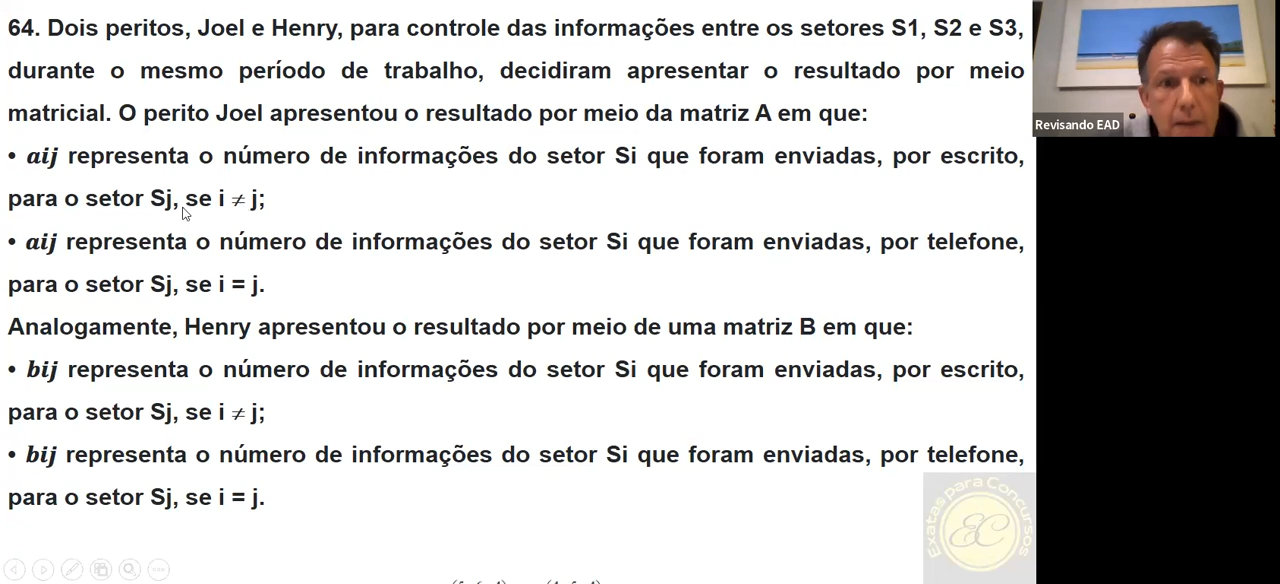 64. Dois peritos, Joel e Henry, para controle das informações entre os setores S1, S2 e S3,
durante o mesmo período de trabalho, decidiram apresentar o resultado por meio
matricial. O perito Joel apresentou o resultado por meio da matriz A em que:
• aij representa o número de informações do setor Si que foram enviadas, por escrito,
para o setor Sj, se i ≠ j;
• aij representa o número de informações do setor Si que foram enviadas, por telefone,
para o setor Sj, se i = j.
Analogamente, Henry apresentou o resultado por meio de uma matriz B em que:
• bij representa o número de informações do setor Si que foram enviadas, por escrito,
para o setor Sj, se i ≠ j;
• bij representa o número de informações do setor Si que foram enviadas, por telefone,
para o setor Sj, se i = j.
Revisando EAD
Exatas para Concursos
EC